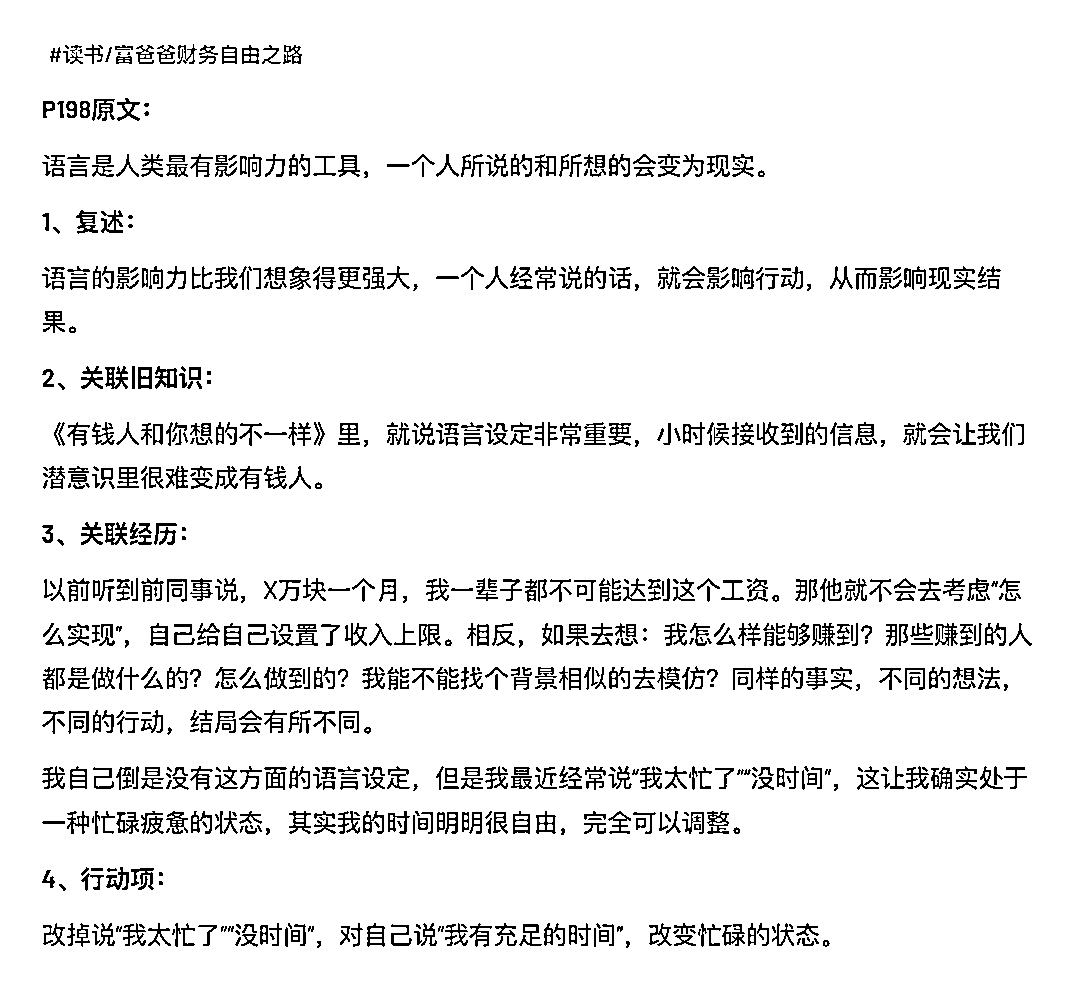 #读书/富爸爸财务自由之路
P198原文：
语言是人类最有影响力的工具，一个人所说的和所想的会变为现实。
1、复述：
语言的影响力比我们想象得更强大，一个人经常说的话，就会影响行动，从而影响现实结
果。
2、关联旧知识：
《有钱人和你想的不一样》里，就说语言设定非常重要，小时候接收到的信息，就会让我们
潜意识里很难变成有钱人。
3、关联经历：
以前听到前同事说，X万块一个月，我一辈子都不可能达到这个工资。那他就不会去考虑“怎
么实现”，自己给自己设置了收入上限。相反，如果去想：我怎么样能够赚到？那些赚到的人
都是做什么的？怎么做到的？我能不能找个背景相似的去模仿？同样的事实，不同的想法，
不同的行动，结局会有所不同。
我自己倒是没有这方面的语言设定，但是我最近经常说“我太忙了”“没时间”，这让我确实处于
一种忙碌疲惫的状态，其实我的时间明明很自由，完全可以调整。
4、行动项：
改掉说“我太忙了”“没时间”，对自己说“我有充足的时间”，改变忙碌的状态。